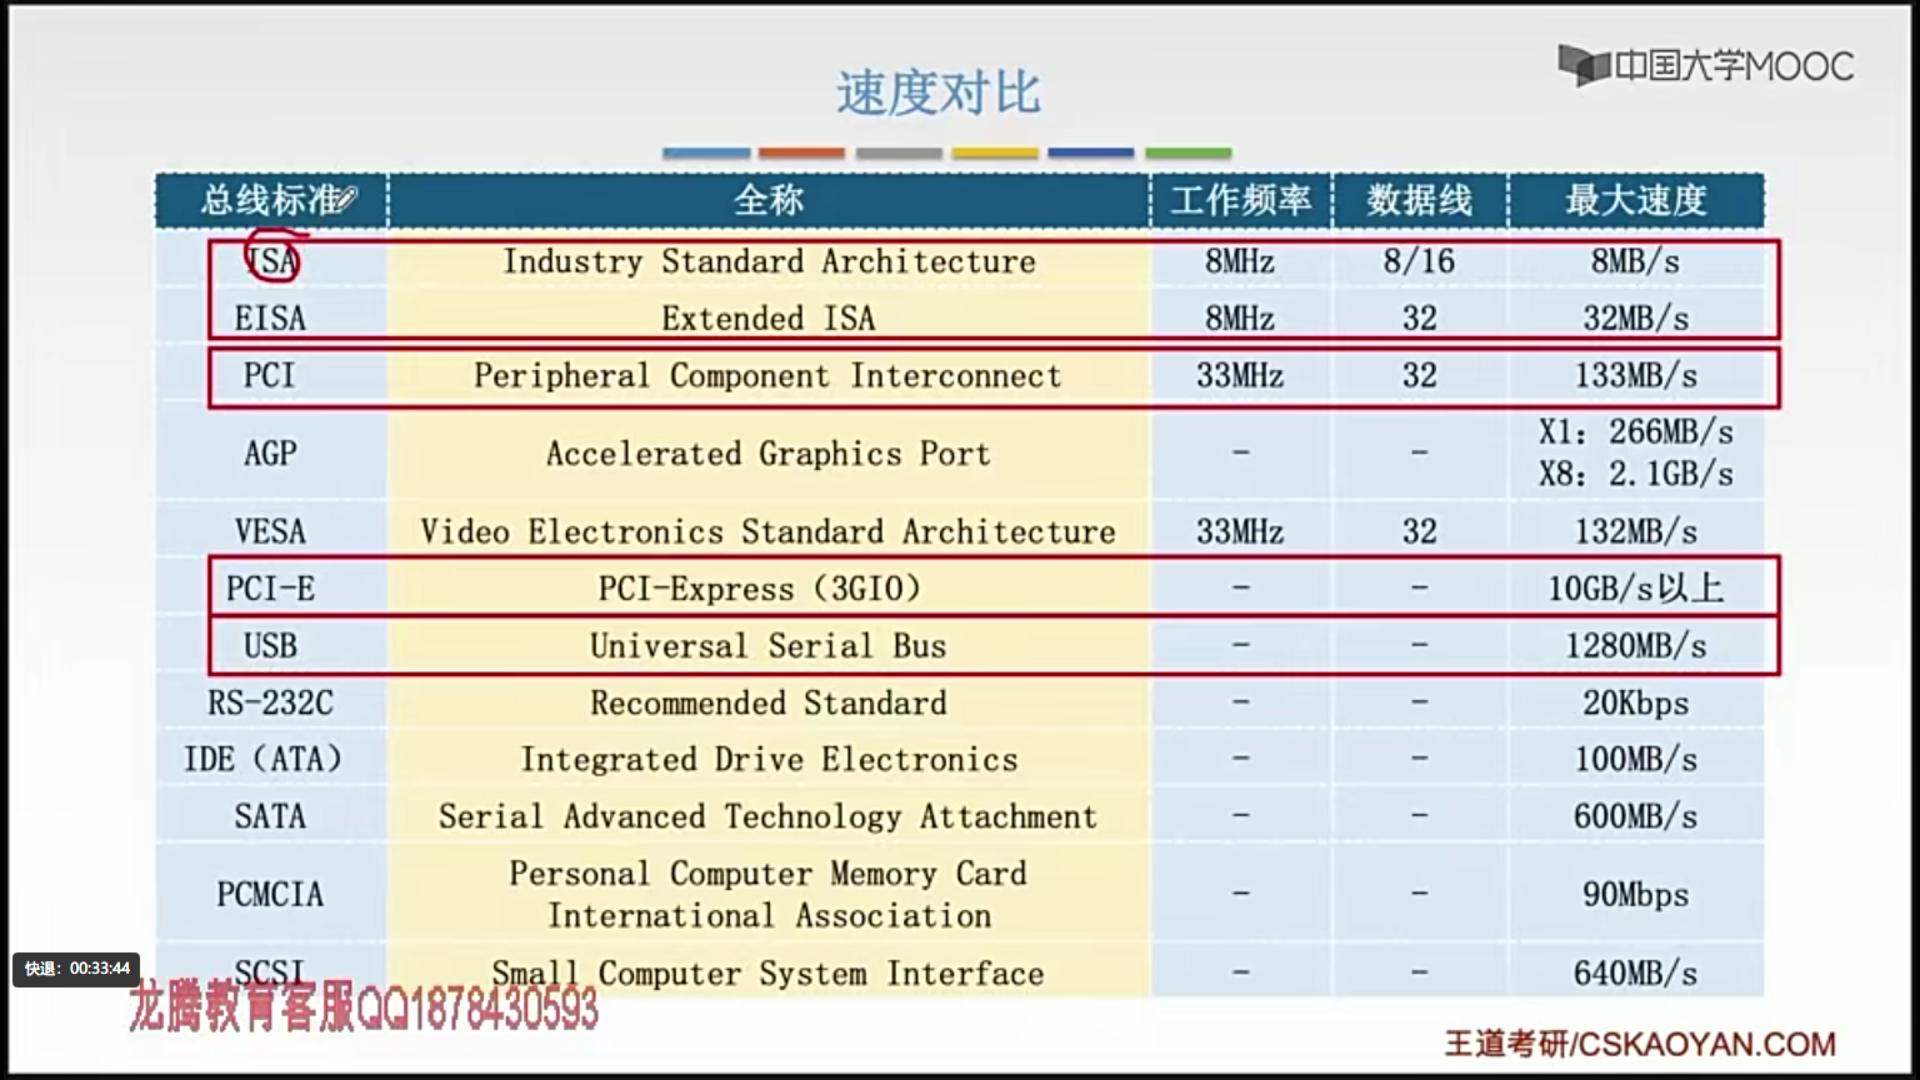 中国大学MOOC
速度对比
总线标准 全称 工作频率 数据线 最大速度
ISA Industry Standard Architecture 8MHz 8/16 8MB/s
EISA Extended ISA 8MHz 32 32MB/s
PCI Peripheral Component Interconnect 33MHz 32 133MB/s
AGP Accelerated Graphics Port - - X1：266MB/s
X8：2.1GB/s
VESA Video Electronics Standard Architecture 33MHz 32 132MB/s
PCI-E PCI-Express（3GIO） - - 10GB/s以上
USB Universal Serial Bus - - 1280MB/s
RS-232C Recommended Standard - - 20Kbps
IDE（ATA） Integrated Drive Electronics - - 100MB/s
SATA Serial Advanced Technology Attachment - - 600MB/s
PCMCIA Personal Computer Memory Card
International Association - - 90Mbps
SCSI Small Computer System Interface - - 640MB/s
快退：00:33:44
龙腾教育客服QQ1878430593
王道考研/CSKAOYAN.COM